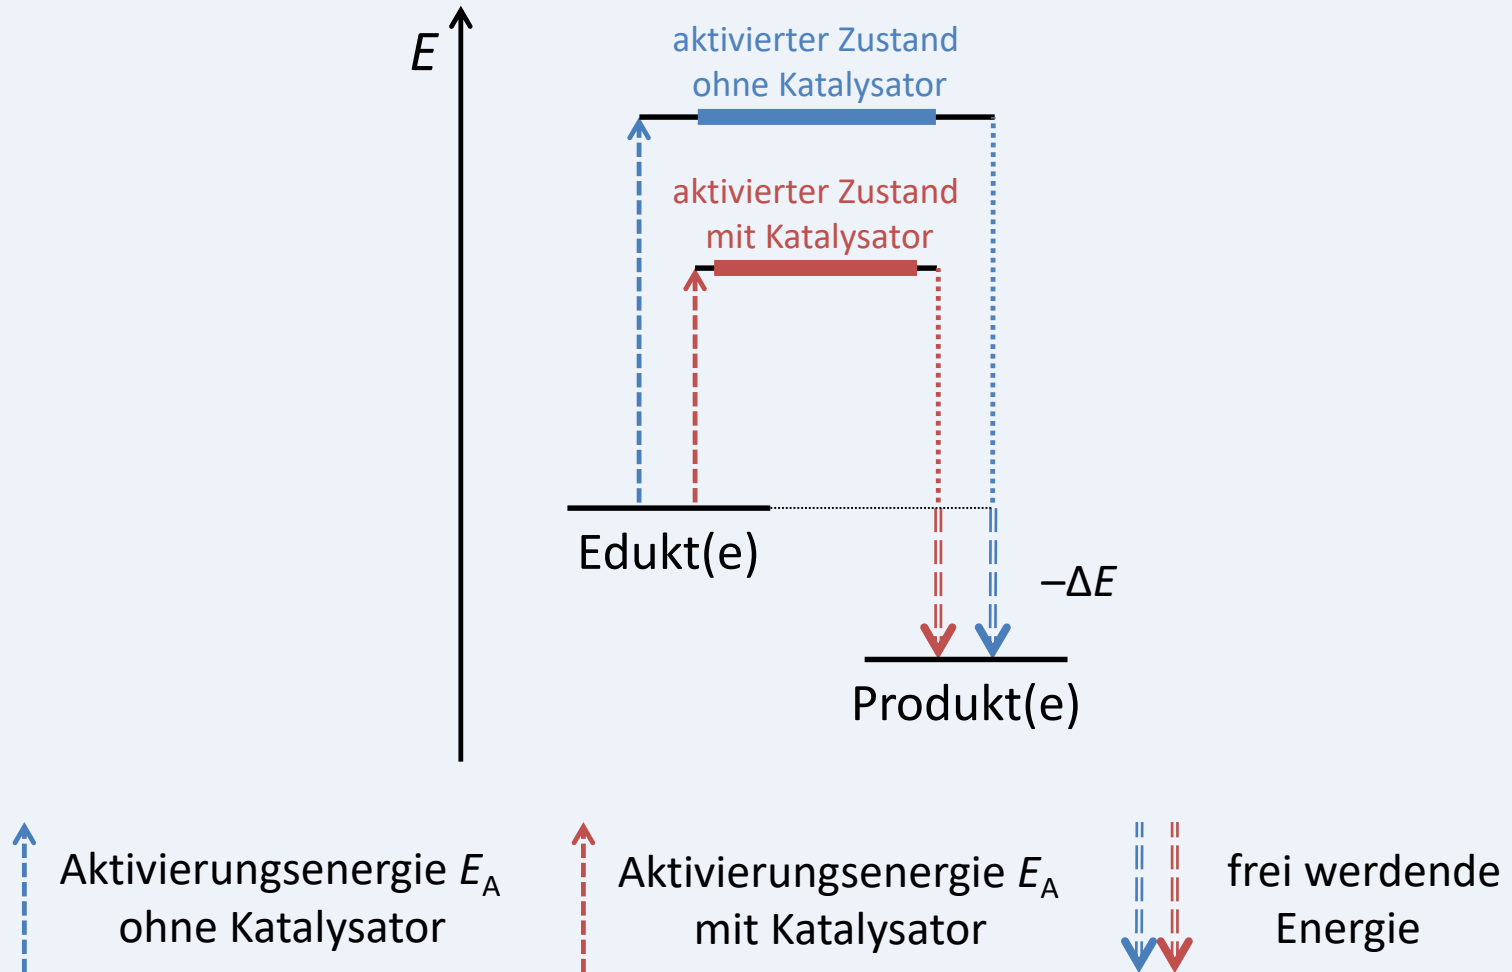 E
aktivierter Zustand
ohne Katalysator
aktivierter Zustand
mit Katalysator
Edukt(e)
–ΔE
Produkt(e)
Aktivierungsenergie EA
ohne Katalysator
Aktivierungsenergie EA
mit Katalysator
frei werdende
Energie